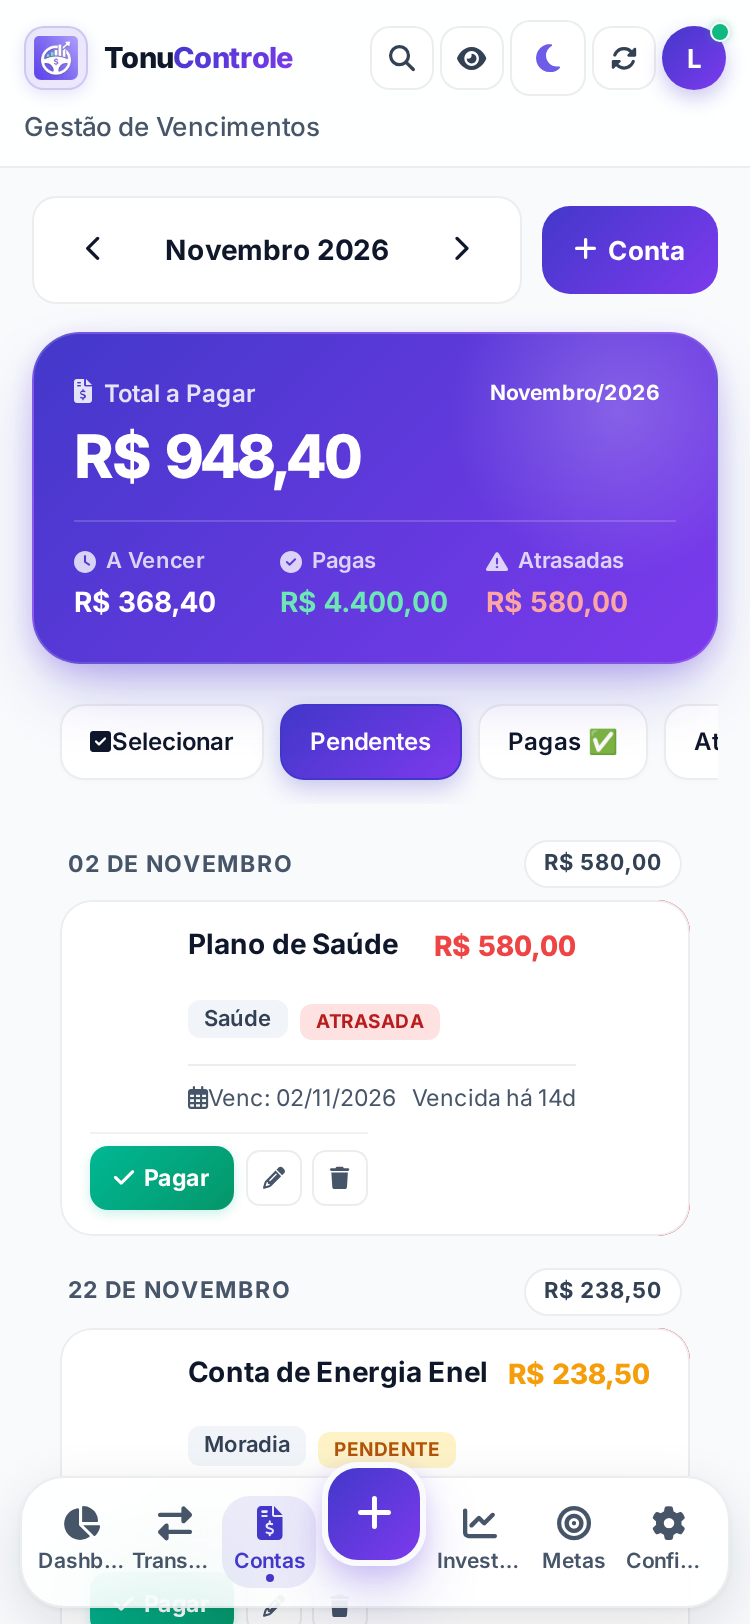 TonuControle
L
Gestão de Vencimentos
Novembro 2026
+ Conta
Total a Pagar
Novembro/2026
R$ 948,40
A Vencer
Pagas
Atrasadas
R$ 368,40
R$ 4.400,00
R$ 580,00
Selecionar
Pendentes
Pagas ✅
At
02 DE NOVEMBRO
R$ 580,00
Plano de Saúde
R$ 580,00
Saúde
ATRASADA
Venc: 02/11/2026
Vencida há 14d
Pagar
22 DE NOVEMBRO
R$ 238,50
Conta de Energia Enel
R$ 238,50
Moradia
PENDENTE
Dashb...
Trans...
Contas
Invest...
Metas
Confi...
Pagar